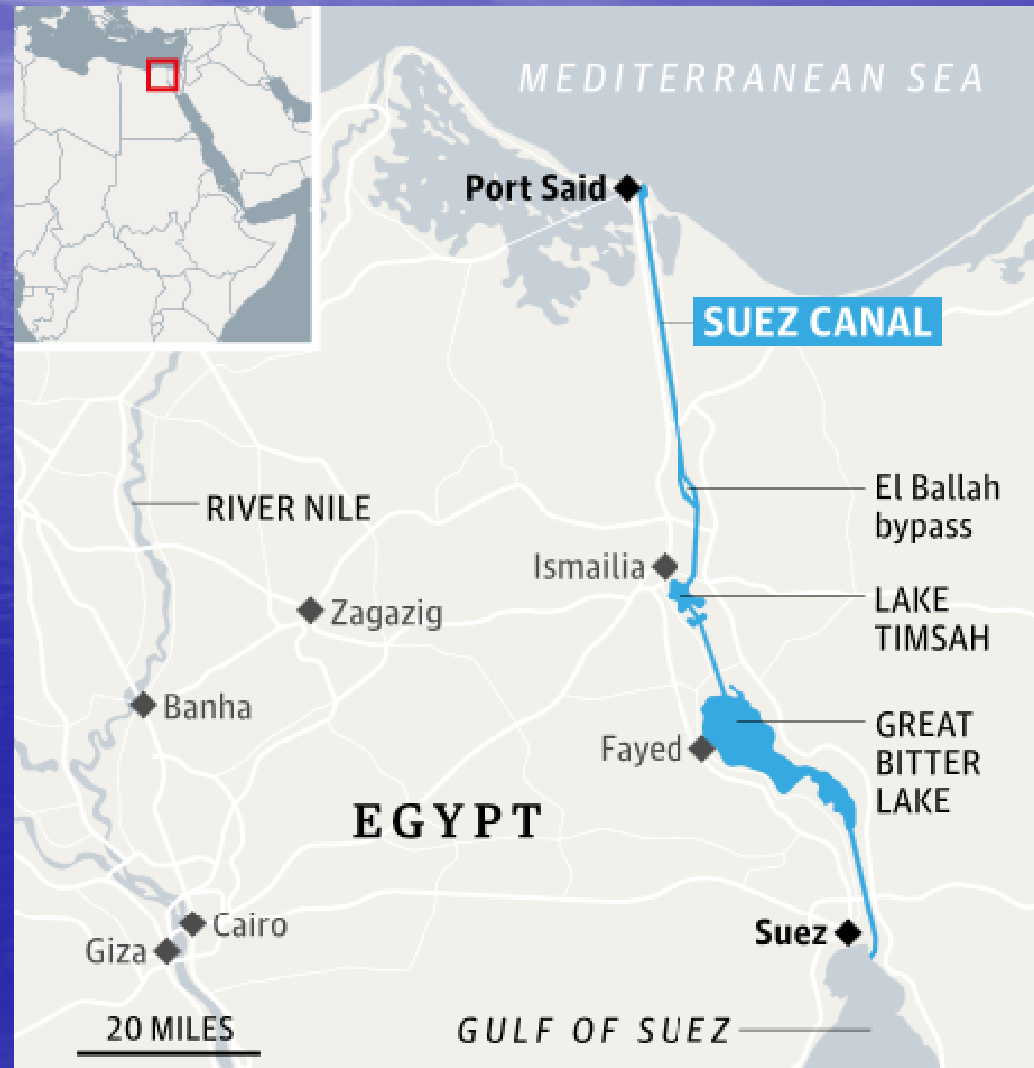 MEDITERRANEAN SEA
Port Said
SUEZ CANAL
El Ballah
bypass
RIVER NILE
Ismailia
LAKE
TIMSAH
Zagazig
Banha
GREAT
BITTER
LAKE
Fayed
EGYPT
Cairo
Suez
Giza
20 MILES
GULF OF SUEZ